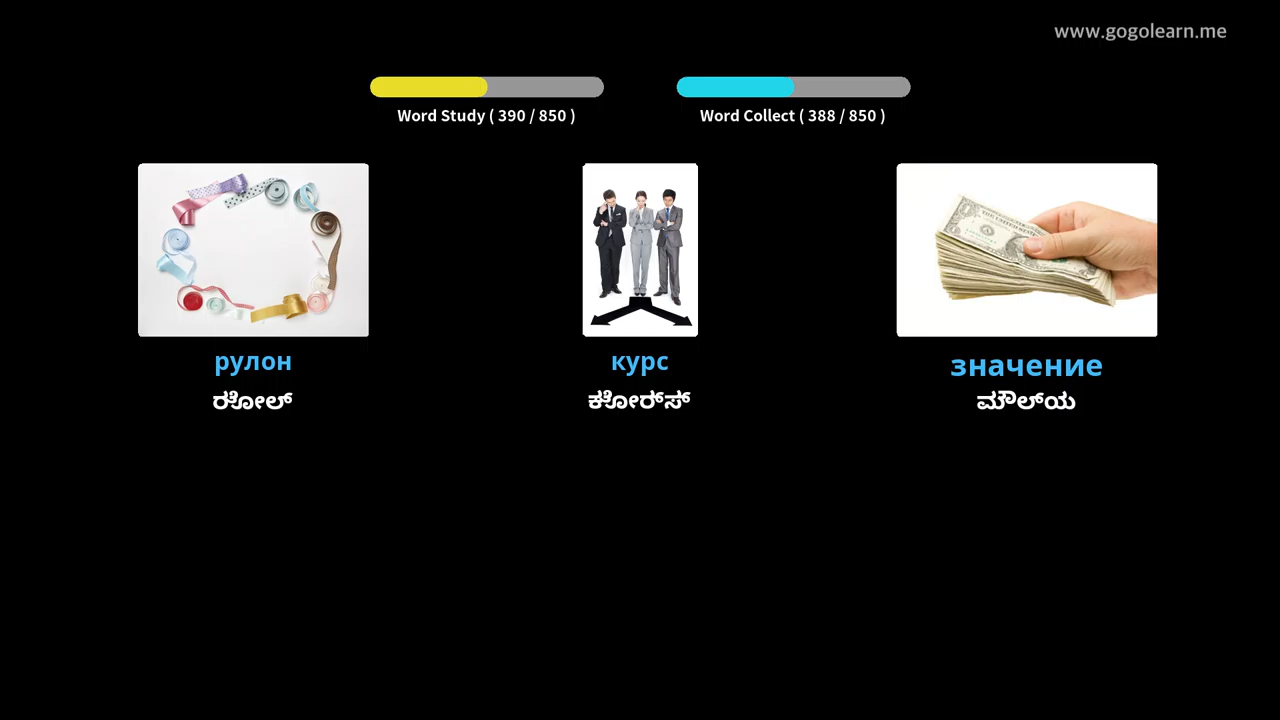 www.gogolearn.me
Word Study ( 390 / 850 )
Word Collect ( 388 / 850 )
рулон
курс
значение
ರೋಲ್
ಕೋರ್ಸ್
ಮೌಲ್ಯ